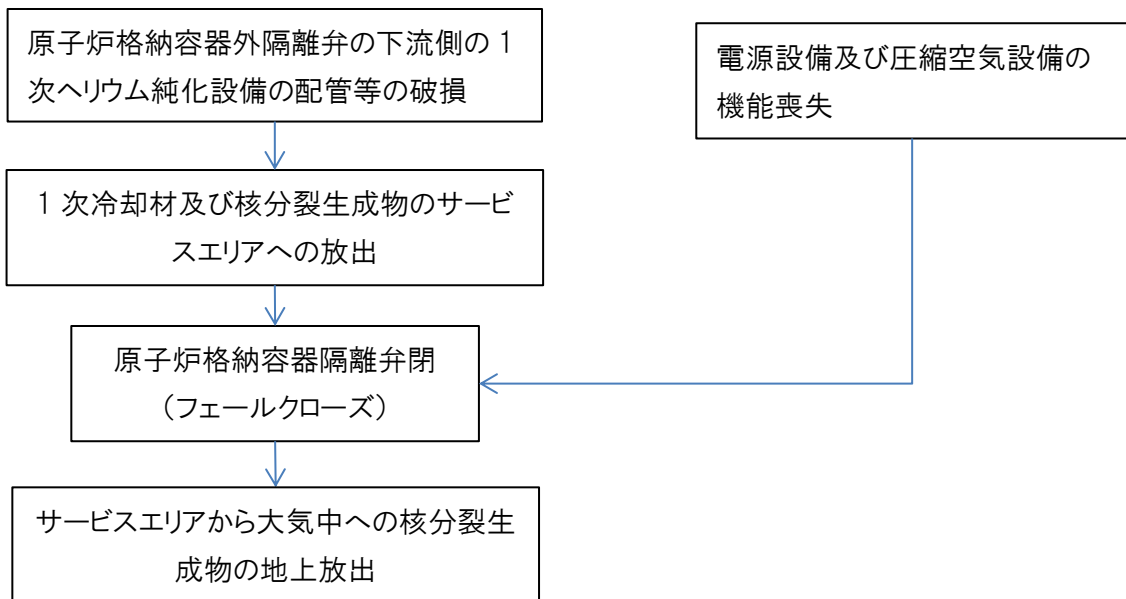 原子炉格納容器外隔離弁の下流側の 1
次ヘリウム純化設備の配管等の破損
電源設備及び圧縮空気設備の
機能喪失
1 次冷却材及び核分裂生成物のサービ
スエリアへの放出
原子炉格納容器隔離弁閉
（フェールクローズ）
サービスエリアから大気中への核分裂生
成物の地上放出